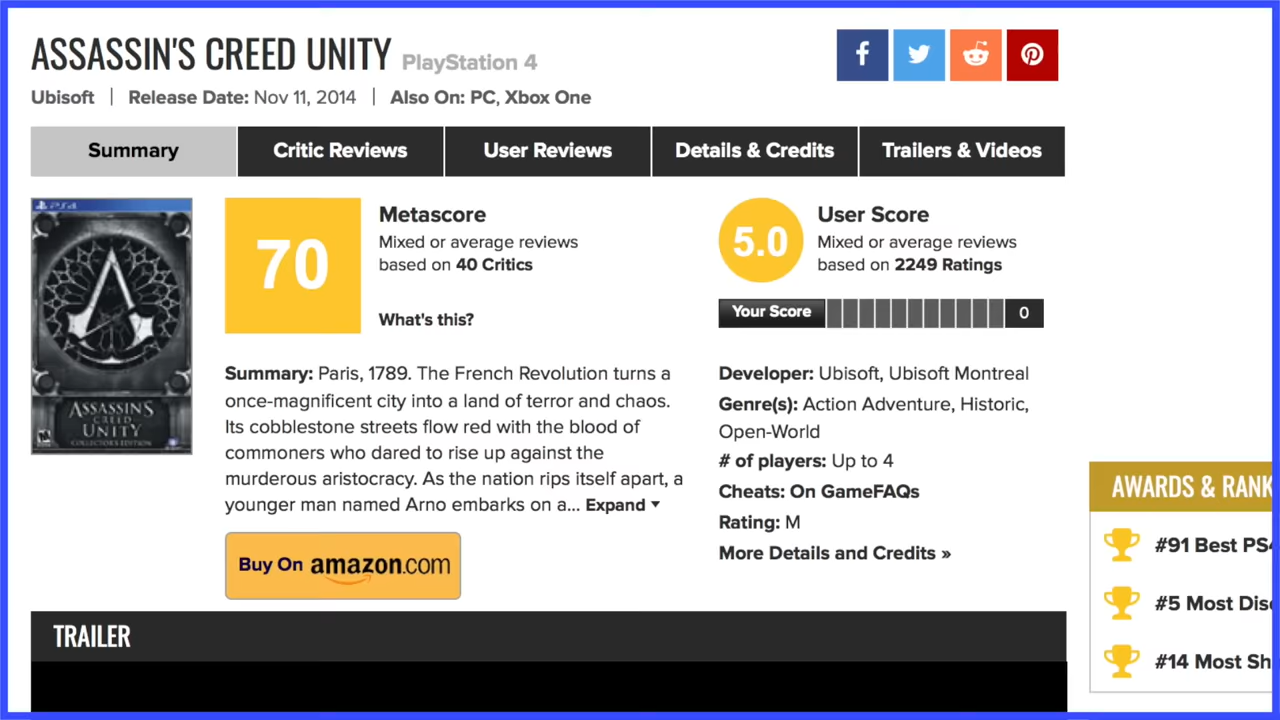 ASSASSIN'S CREED UNITY PlayStation 4
Ubisoft | Release Date: Nov 11, 2014 | Also On: PC, Xbox One
Summary
Critic Reviews
User Reviews
Details & Credits
Trailers & Videos
PS4
ASSASSIN'S
CREED
UNITY
COLLECTOR'S EDITION
70
Metascore
Mixed or average reviews
based on 40 Critics
What's this?
5.0
User Score
Mixed or average reviews
based on 2249 Ratings
Your Score
0
Summary: Paris, 1789. The French Revolution turns a
once-magnificent city into a land of terror and chaos.
Its cobblestone streets flow red with the blood of
commoners who dared to rise up against the
murderous aristocracy. As the nation rips itself apart, a
younger man named Arno embarks on a... Expand
Buy On amazon.com
Developer: Ubisoft, Ubisoft Montreal
Genre(s): Action Adventure, Historic,
Open-World
# of players: Up to 4
Cheats: On GameFAQs
Rating: M
More Details and Credits »
AWARDS & RANK
#91 Best PS4
#5 Most Disc
#14 Most Sh
TRAILER